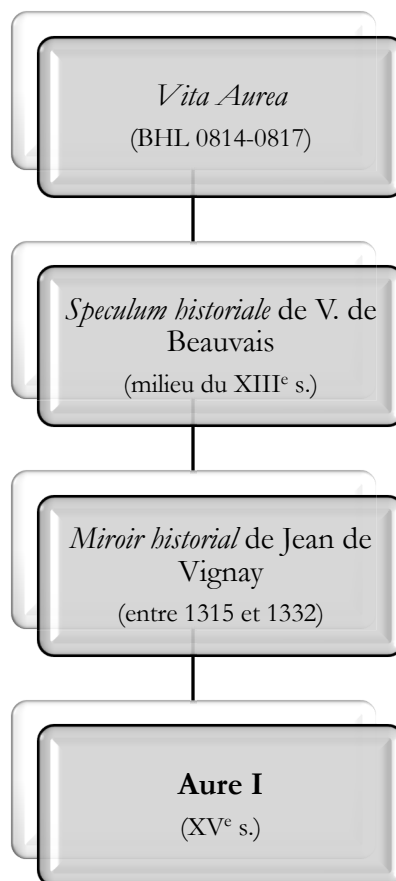 Vita Aurea
(BHL 0814-0817)
Speculum historiale de V. de
Beauvais
(milieu du XIIIᵉ s.)
Miroir historial de Jean de
Vignay
(entre 1315 et 1332)
Aure I
(XVᵉ s.)